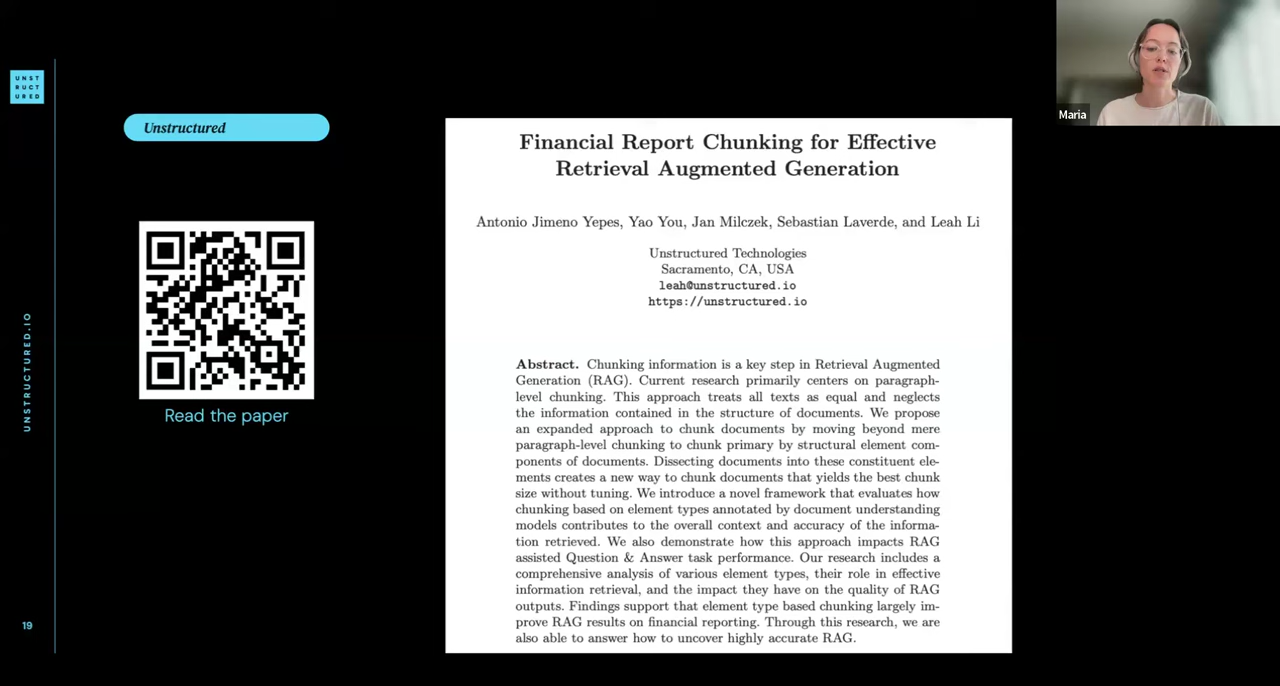 UNST
RUCT
URED
Unstructured
Read the paper
UNSTRUCTURED.IO
19
Financial Report Chunking for Effective
Retrieval Augmented Generation
Antonio Jimeno Yepes, Yao You, Jan Milczek, Sebastian Laverde, and Leah Li
Unstructured Technologies
Sacramento, CA, USA
leah@unstructured.io
https://unstructured.io
Abstract. Chunking information is a key step in Retrieval Augmented
Generation (RAG). Current research primarily centers on paragraph-
level chunking. This approach treats all texts as equal and neglects
the information contained in the structure of documents. We propose
an expanded approach to chunk documents by moving beyond mere
paragraph-level chunking to chunk primary by structural element com-
ponents of documents. Dissecting documents into these constituent ele-
ments creates a new way to chunk documents that yields the best chunk
size without tuning. We introduce a novel framework that evaluates how
chunking based on element types annotated by document understanding
models contributes to the overall context and accuracy of the informa-
tion retrieved. We also demonstrate how this approach impacts RAG
assisted Question & Answer task performance. Our research includes a
comprehensive analysis of various element types, their role in effective
information retrieval, and the impact they have on the quality of RAG
outputs. Findings support that element type based chunking largely im-
prove RAG results on financial reporting. Through this research, we are
also able to answer how to uncover highly accurate RAG.
Maria